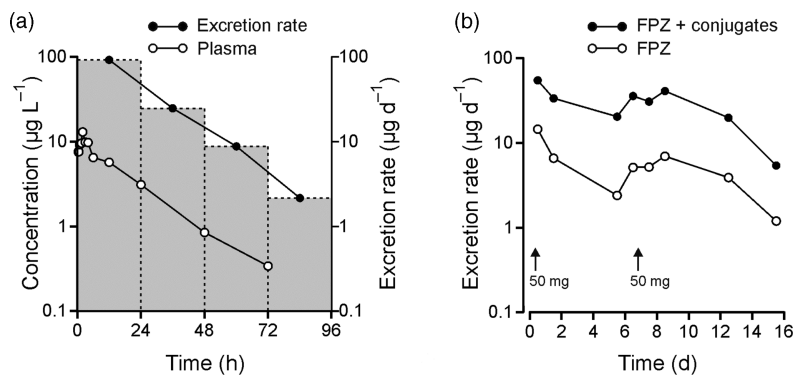 (a)
Excretion rate
Plasma
Concentration (µg L⁻¹)
100
10
1
0.1
100
10
1
0.1
Excretion rate (µg d⁻¹)
0 24 48 72 96
Time (h)
(b)
FPZ + conjugates
FPZ
Excretion rate (µg d⁻¹)
100
10
1
0.1
50 mg 50 mg
0 2 4 6 8 10 12 14 16
Time (d)